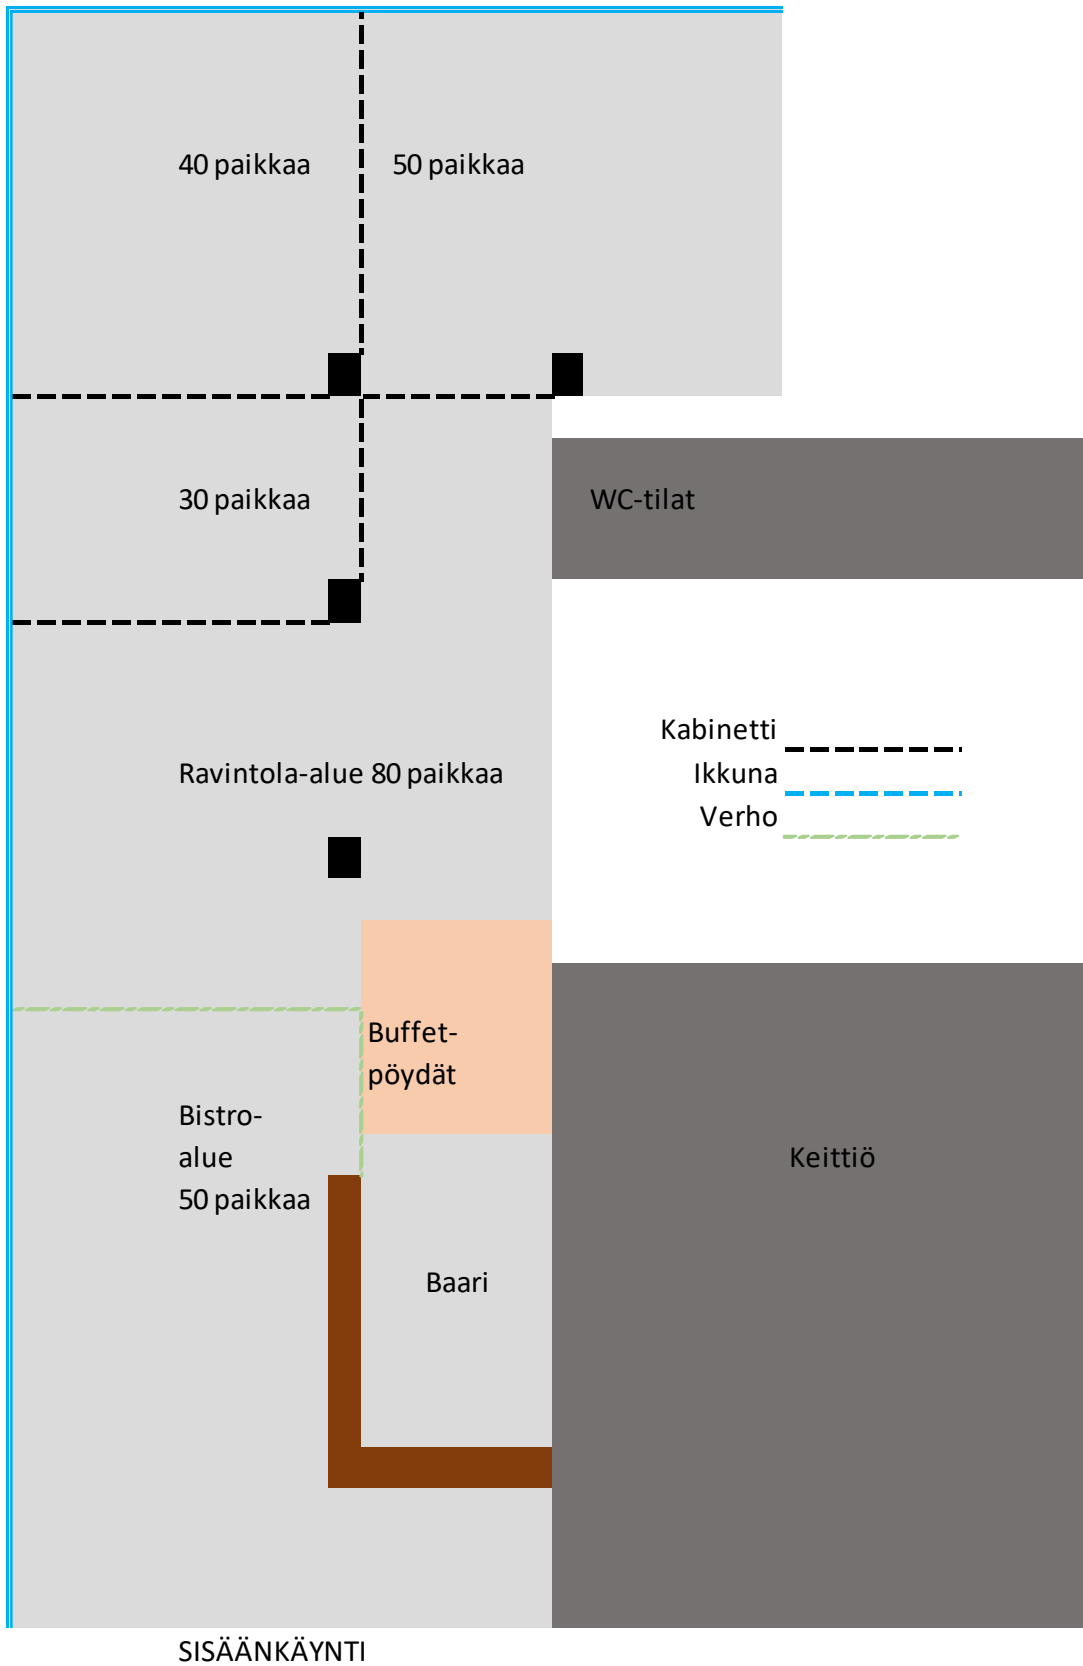 40 paikkaa
50 paikkaa
30 paikkaa
WC-tilat
Kabinetti
Ikkuna
Verho
Ravintola-alue 80 paikkaa
Buffet-
pöydät
Bistro-
alue
50 paikkaa
Keittiö
Baari
SISÄÄNKÄYNTI